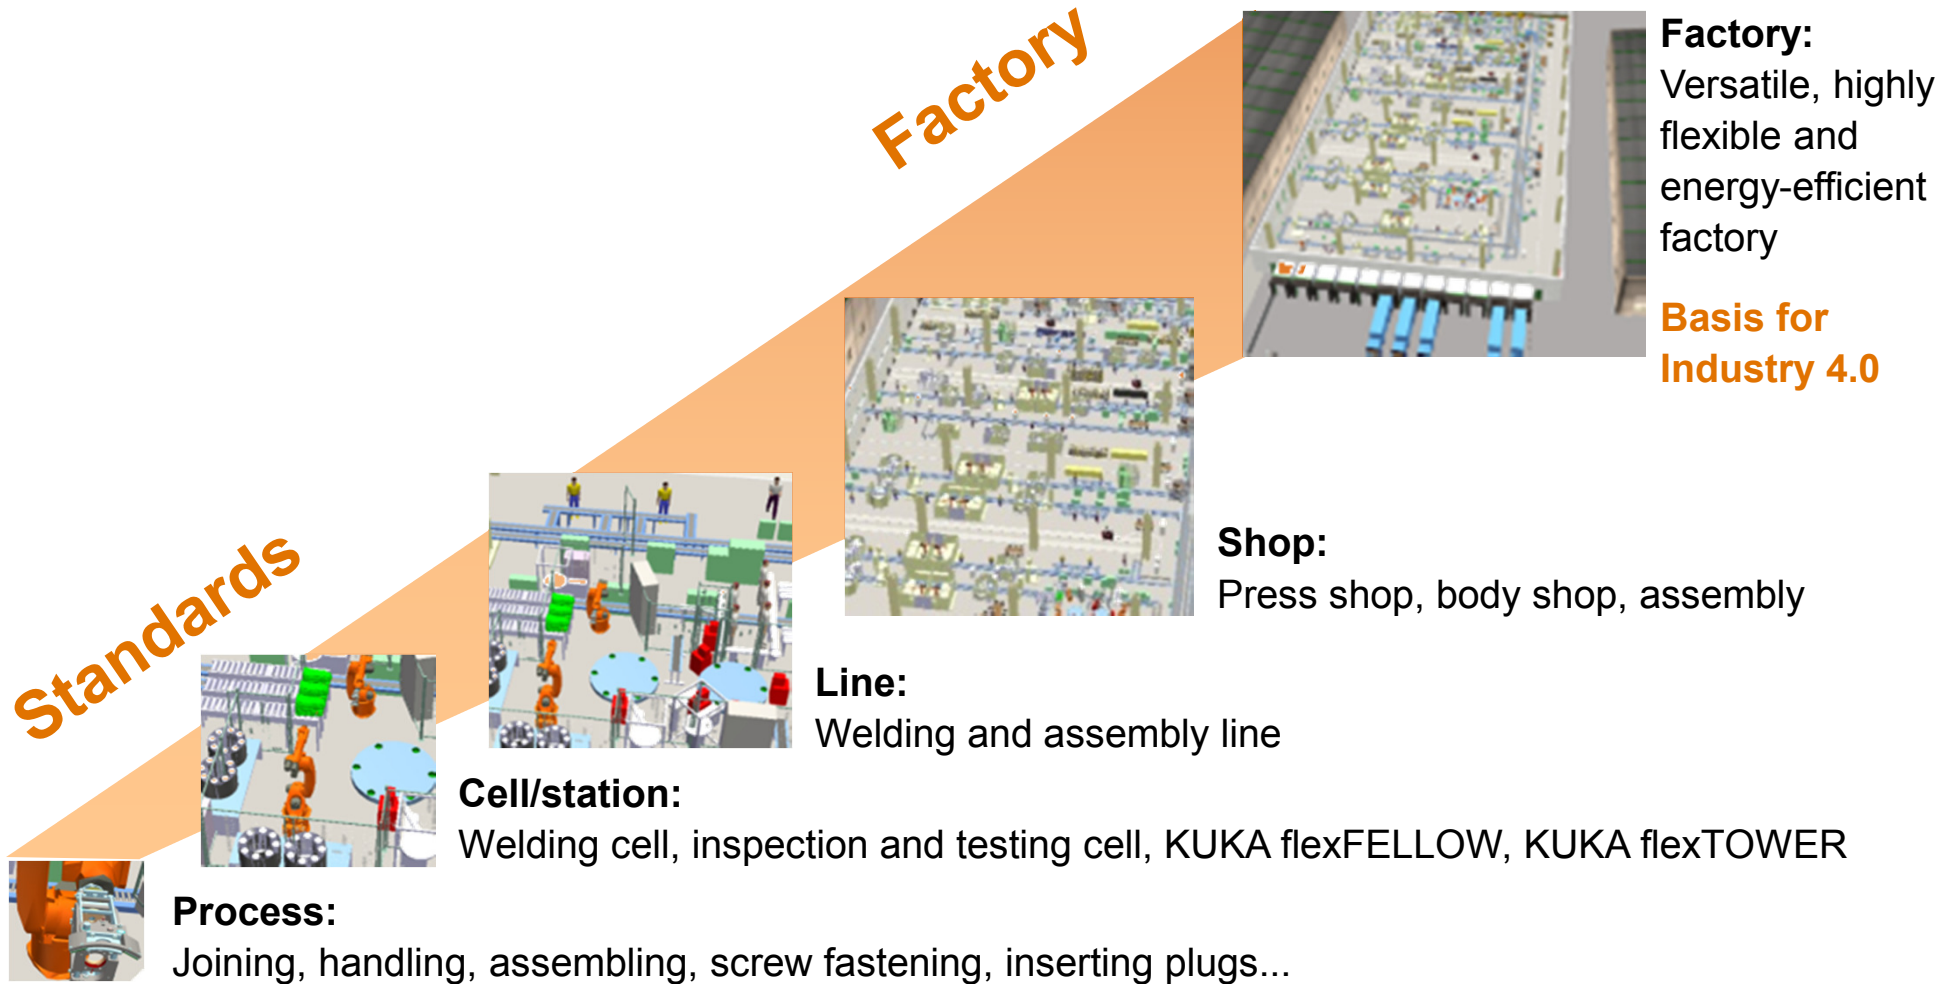 Factory
Factory:
Versatile, highly
flexible and
energy-efficient
factory
Basis for
Industry 4.0
Standards
Shop:
Press shop, body shop, assembly
Line:
Welding and assembly line
Cell/station:
Welding cell, inspection and testing cell, KUKA flexFELLOW, KUKA flexTOWER
Process:
Joining, handling, assembling, screw fastening, inserting plugs...